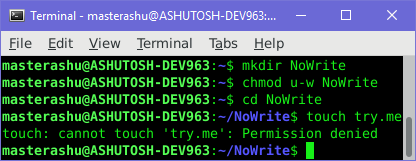 Terminal - masterashu@ASHUTOSH-DEV963:
File Edit View Terminal Tabs Help
masterashu@ASHUTOSH-DEV963:~$ mkdir NoWrite
masterashu@ASHUTOSH-DEV963:~$ chmod u-w NoWrite
masterashu@ASHUTOSH-DEV963:~$ cd NoWrite
masterashu@ASHUTOSH-DEV963:~/NoWrite$ touch try.me
touch: cannot touch 'try.me': Permission denied
masterashu@ASHUTOSH-DEV963:~/NoWrite$